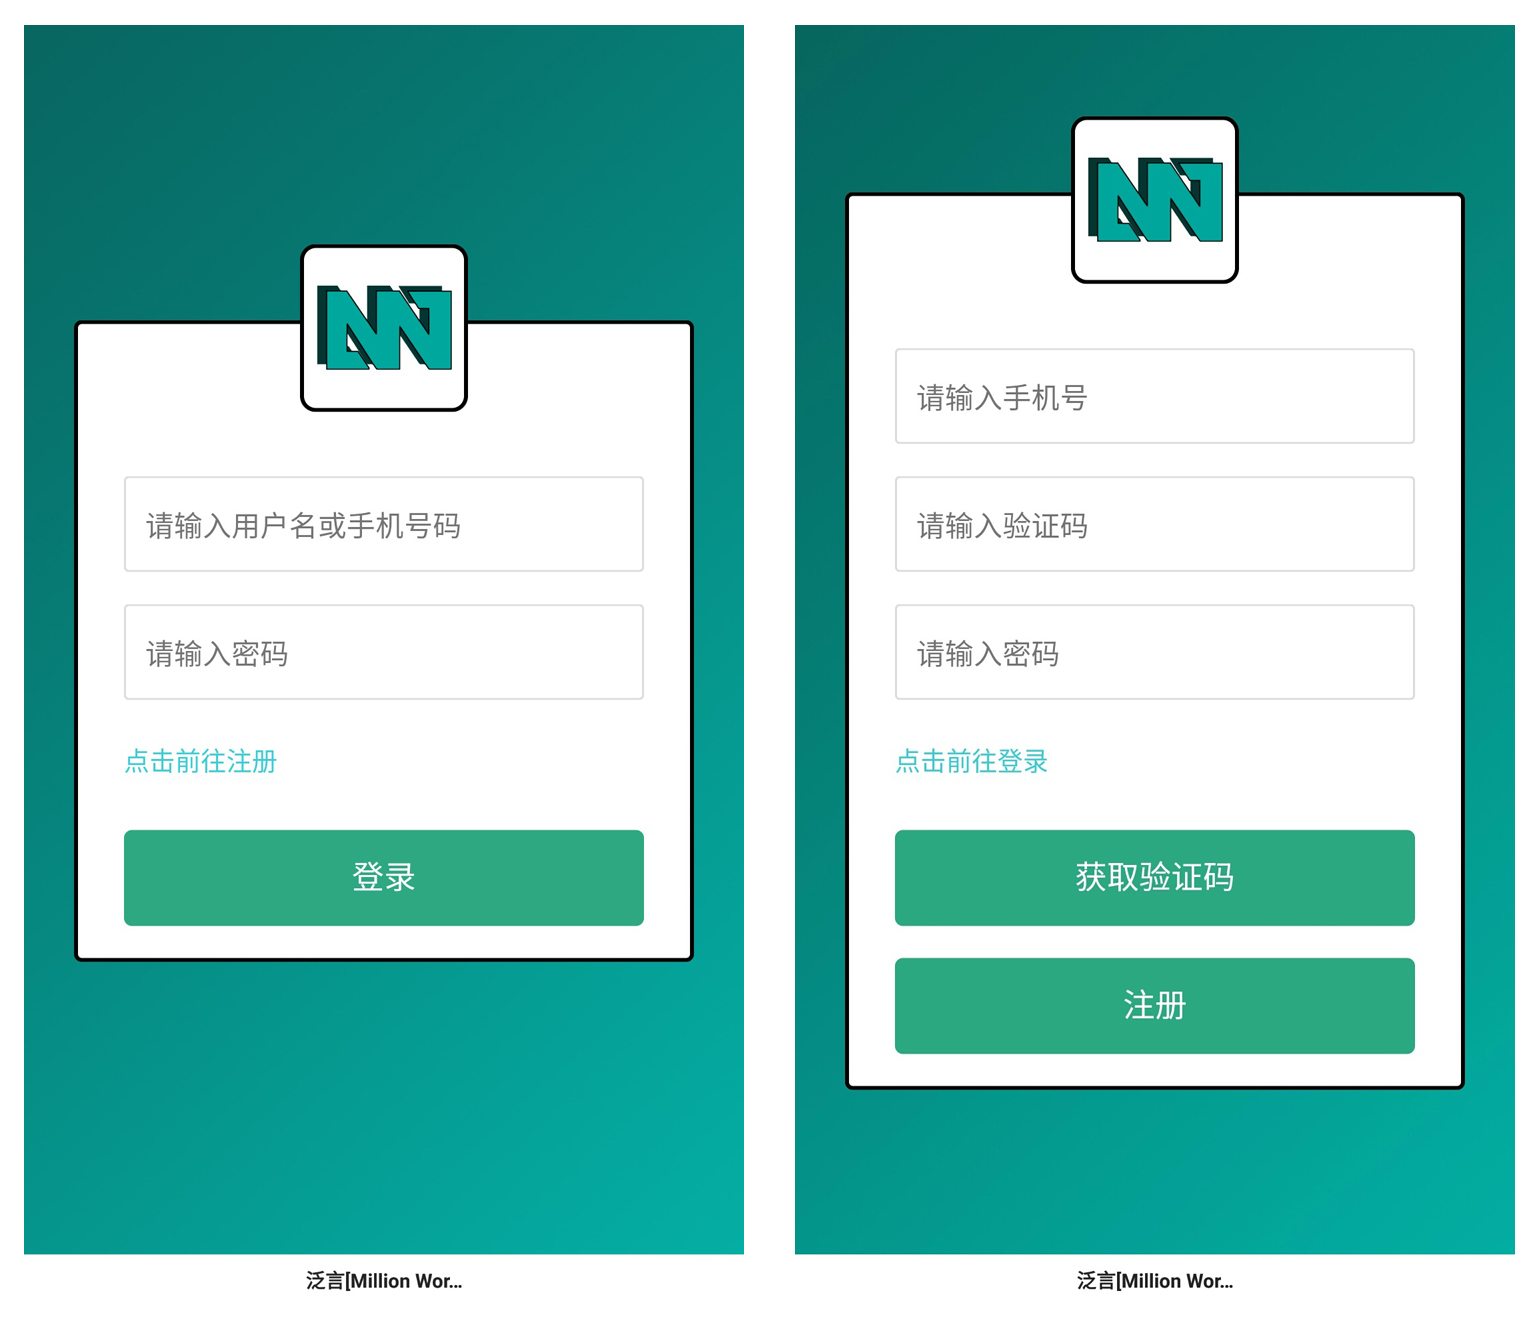 请输入用户名或手机号码
请输入密码
点击前往注册
登录
泛言[Million Wor...
请输入手机号
请输入验证码
请输入密码
点击前往登录
获取验证码
注册
泛言[Million Wor...